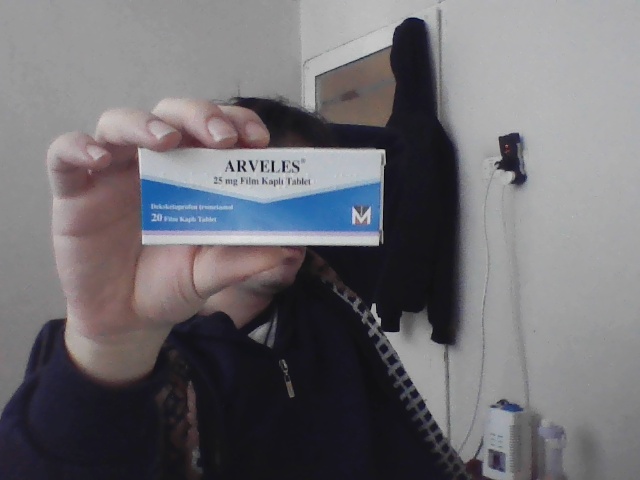 ARVELES®
25 mg Film Kaplı Tablet
Deksketoprofen trometamol
20 Film Kaplı Tablet
M